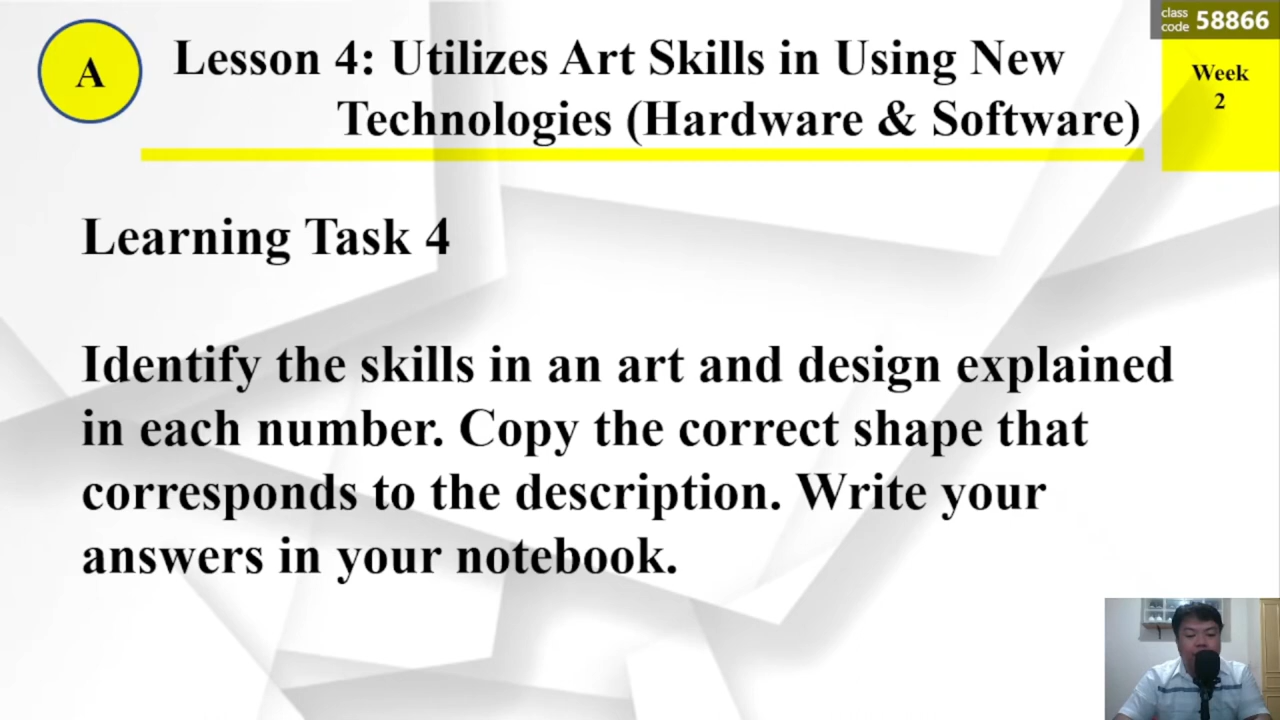 class
code 58866
A
Lesson 4: Utilizes Art Skills in Using New
Technologies (Hardware & Software)
Week
2
Learning Task 4
Identify the skills in an art and design explained
in each number. Copy the correct shape that
corresponds to the description. Write your
answers in your notebook.